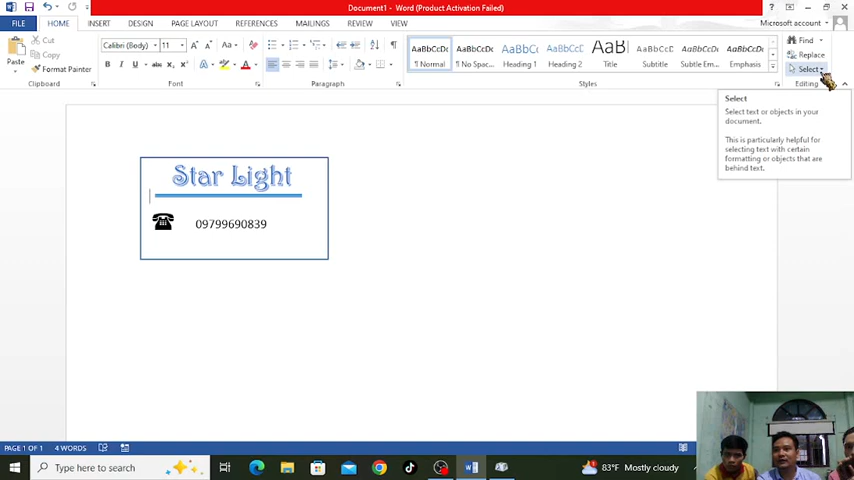 Document1 - Word (Product Activation Failed)
FILE HOME INSERT DESIGN PAGE LAYOUT REFERENCES MAILINGS REVIEW VIEW
Microsoft account
Paste
Cut
Copy
Format Painter
Clipboard
Calibri (Body) 11
Font
Paragraph
AaBbCcDc AaBbCcDc AaBbCc AaBbCcC AaB AaBbCcD AaBbCcDc AaBbCcDc
¶ Normal ¶ No Spac... Heading 1 Heading 2 Title Subtitle Subtle Em... Emphasis
Styles
Find
Replace
Select
Editing
Select
Select text or objects in your
document.
This is particularly helpful for
selecting text with certain
formatting or objects that are
behind text.
Star Light
09799690839
PAGE 1 OF 1 4 WORDS
Type here to search
83°F Mostly cloudy